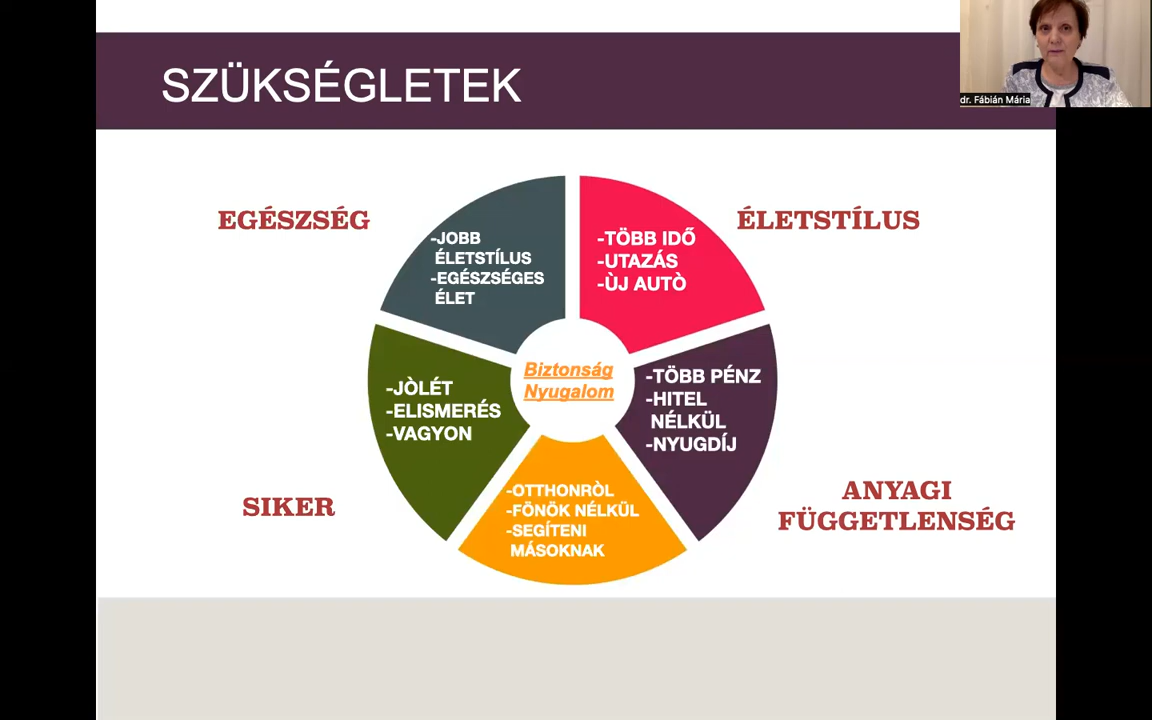 SZÜKSÉGLETEK
dr. Fábián Mária
EGÉSZSÉG
-JOBB
ÉLETSTÍLUS
-EGÉSZSÉGES
ÉLET
ÉLETSTÍLUS
-TÖBB IDŐ
-UTAZÁS
-ÙJ AUTÒ
Biztonság
Nyugalom
-TÖBB PÉNZ
-HITEL
NÉLKÜL
-NYUGDÍJ
-JÒLÉT
-ELISMERÉS
-VAGYON
-OTTHONRÒL
-FÖNÖK NÉLKÜL
-SEGÍTENI
MÁSOKNAK
SIKER
ANYAGI
FÜGGETLENSÉG